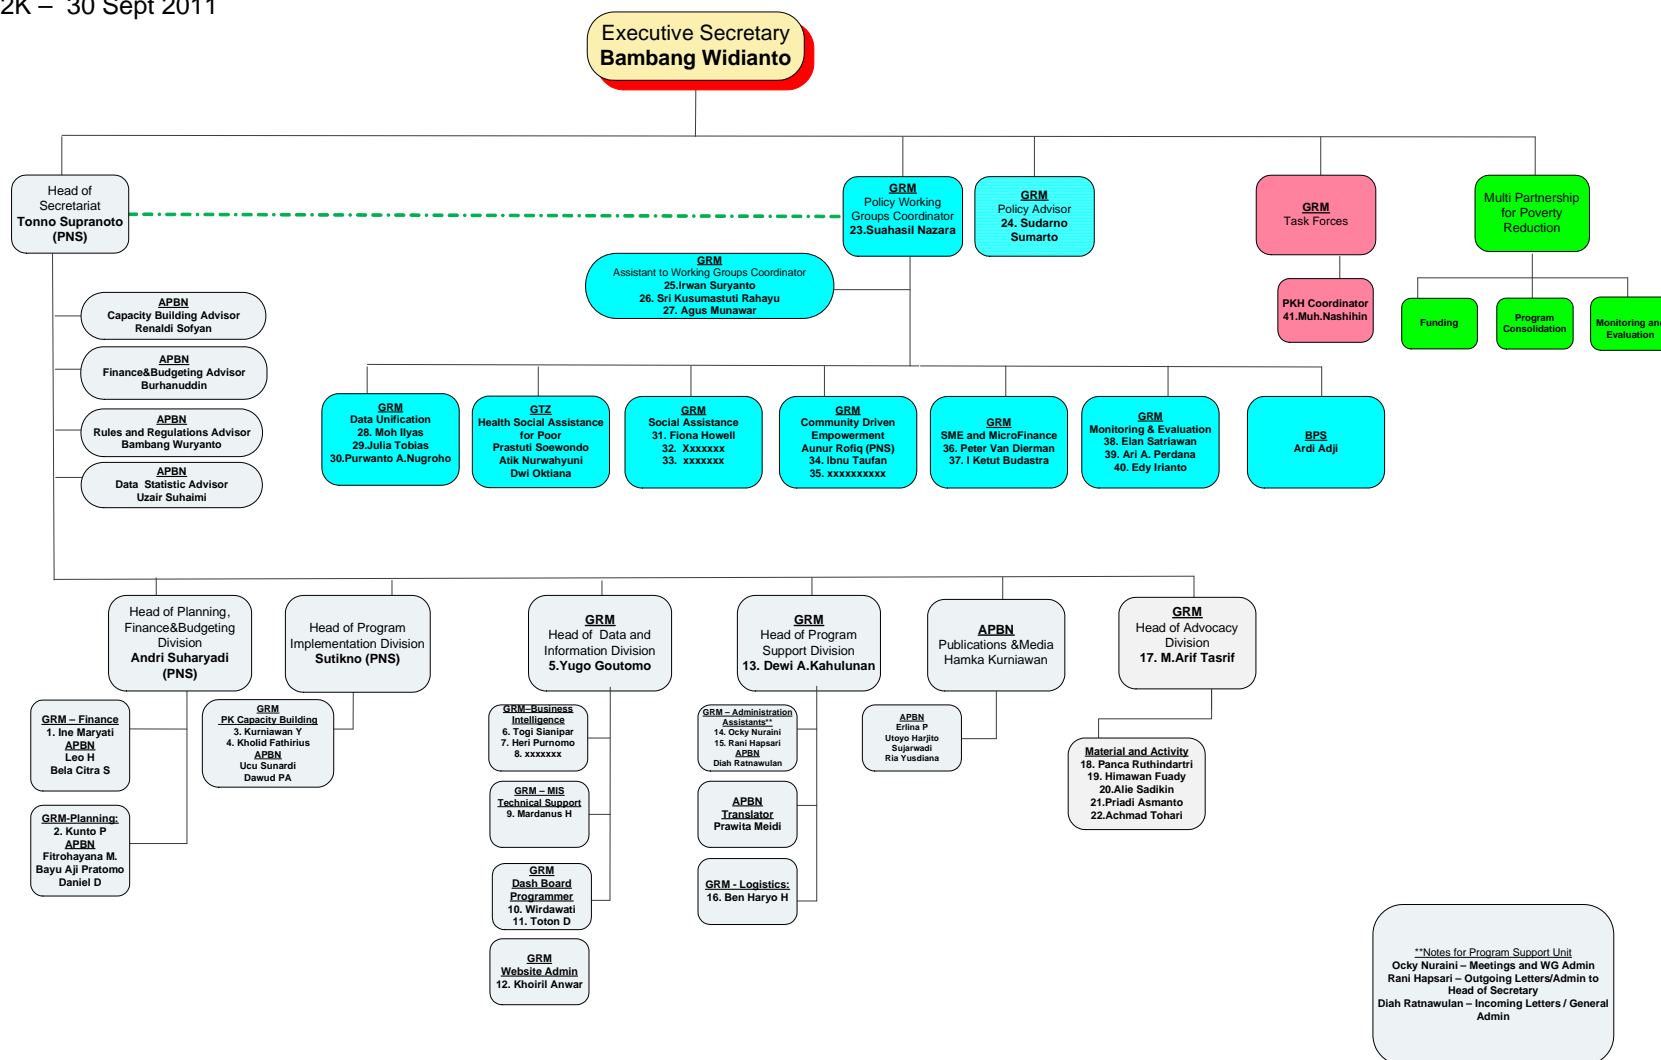 2K – 30 Sept 2011
Executive Secretary
Bambang Widianto
Head of
Secretariat
Tonno Supranoto
(PNS)
GRM
Policy Working
Groups Coordinator
23.Suahasil Nazara
GRM
Policy Advisor
24. Sudarno
Sumarto
GRM
Task Forces
Multi Partnership
for Poverty
Reduction
GRM
Assistant to Working Groups Coordinator
25.Irwan Suryanto
26. Sri Kusumastuti Rahayu
27. Agus Munawar
PKH Coordinator
41.Muh.Nashihin
Funding
Program
Consolidation
Monitoring and
Evaluation
APBN
Capacity Building Advisor
Renaldi Sofyan
APBN
Finance&Budgeting Advisor
Burhanuddin
APBN
Rules and Regulations Advisor
Bambang Wuryanto
APBN
Data  Statistic Advisor
Uzair Suhaimi
GRM
Data Unification
28. Moh Ilyas
29.Julia Tobias
30.Purwanto A.Nugroho
GTZ
Health Social Assistance
for Poor
Prastuti Soewondo
Atik Nurwahyuni
Dwi Oktiana
GRM
Social Assistance
31. Fiona Howell
32.  Xxxxxxx
33.  xxxxxxx
GRM
Community Driven
Empowerment
Aunur Rofiq (PNS)
34. Ibnu Taufan
35. xxxxxxxxxx
GRM
SME and MicroFinance
36. Peter Van Dierman
37. I Ketut Budastra
GRM
Monitoring & Evaluation
38. Elan Satriawan
39. Ari A. Perdana
40. Edy Irianto
BPS
Ardi Adji
Head of Planning,
Finance&Budgeting
Division
Andri Suharyadi
(PNS)
Head of Program
Implementation Division
Sutikno (PNS)
GRM
Head of  Data and
Information Division
5.Yugo Goutomo
GRM
Head of Program
Support Division
13. Dewi A.Kahulunan
APBN
Publications &Media
Hamka Kurniawan
GRM
Head of Advocacy
Division
17. M.Arif Tasrif
GRM – Finance
1. Ine Maryati
APBN
Leo H
Bela Citra S
GRM-Planning:
2. Kunto P
APBN
Fitrohayana M.
Bayu Aji Pratomo
Daniel D
GRM
PK Capacity Building
3. Kurniawan Y
4. Kholid Fathirius
APBN
Ucu Sunardi
Dawud PA
GRM–Business
Intelligence
6. Togi Sianipar
7. Heri Purnomo
8. xxxxxxx
GRM – MIS
Technical Support
9. Mardanus H
GRM
Dash Board
Programmer
10. Wirdawati
11. Toton D
GRM
Website Admin
12. Khoiril Anwar
GRM – Administration
Assistants**
14. Ocky Nuraini
15. Rani Hapsari
APBN
Diah Ratnawulan
APBN
Translator
Prawita Meidi
GRM - Logistics:
16. Ben Haryo H
APBN
Erlina P
Utoyo Harjito
Sujarwadi
Ria Yusdiana
Material and Activity
18. Panca Ruthindartri
19. Himawan Fuady
20.Alie Sadikin
21.Priadi Asmanto
22.Achmad Tohari
**Notes for Program Support Unit
Ocky Nuraini – Meetings and WG Admin
Rani Hapsari – Outgoing Letters/Admin to
Head of Secretary
Diah Ratnawulan – Incoming Letters / General
Admin